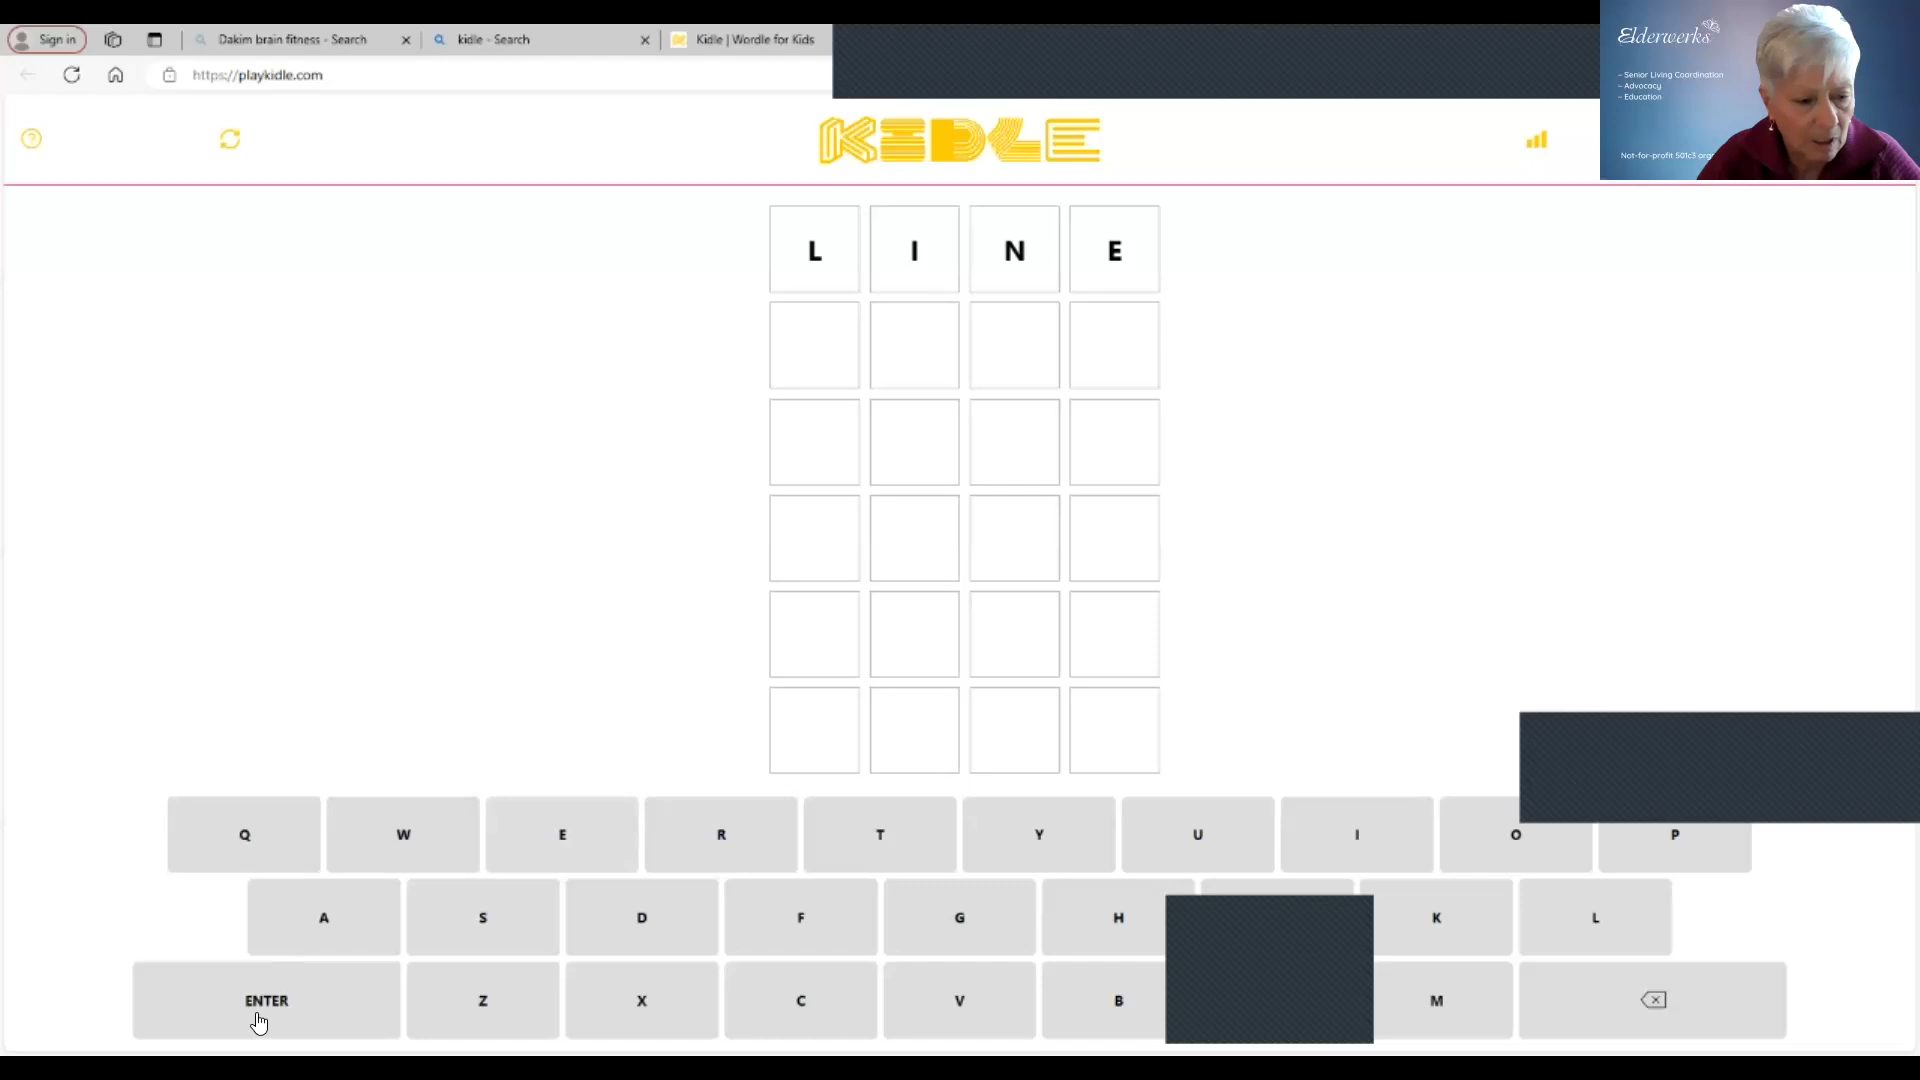 Sign in
Dakim brain fitness - Search
kidle - Search
Kidle | Wordle for Kids
https://playkidle.com
KIDLE
Elderwerks
- Senior Living Coordination
- Advocacy
- Education
Not-for-profit 501c3
L I N E
Q W E R T Y U I O P
A S D F G H K L
ENTER Z X C V B M